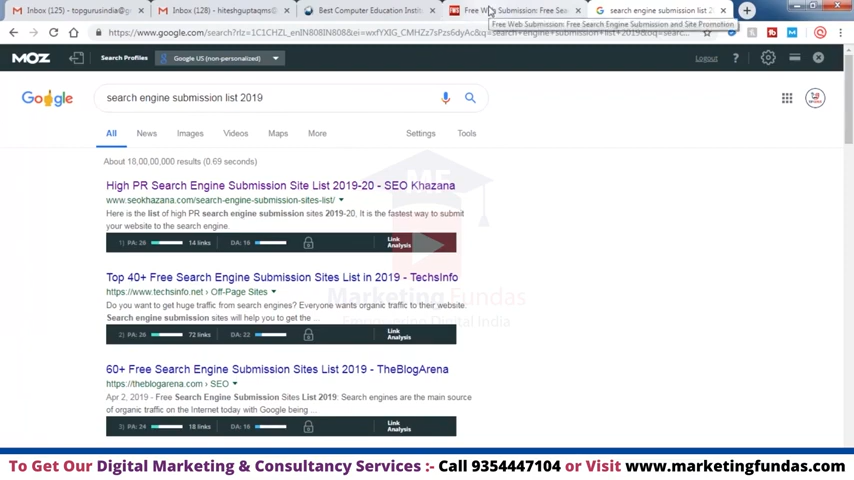 Inbox (125) - topgurusindia@g
Inbox (128) - hiteshguptaqms@
Best Computer Education Instit
Free Web Submission: Free Sea
search engine submission list 2
Free Web Submission: Free Search Engine Submission and Site Promotion
https://www.google.com/search?rlz=1C1CHZL_enIN808IN808&ei=
MOZ
Search Profiles
Google US (non-personalized)
Logout
?
Google
search engine submission list 2019
All News Images Videos Maps More Settings Tools
About 18,00,00,000 results (0.69 seconds)
High PR Search Engine Submission Site List 2019-20 - SEO Khazana
www.seokhazana.com/search-engine-submission-sites-list/
Here is the list of high PR search engine submission sites 2019-20, It is the fastest way to submit
your website to the search engine.
1) PA: 26 14 links DA: 16 Link Analysis
Top 40+ Free Search Engine Submission Sites List in 2019 - TechsInfo
https://www.techsinfo.net › Off-Page Sites
Do you want to get huge traffic from search engines? Everyone wants organic traffic to their website.
Search engine submission sites will help you to get the ...
2) PA: 26 72 links DA: 22 Link Analysis
60+ Free Search Engine Submission Sites List 2019 - TheBlogArena
https://theblogarena.com › SEO
Apr 2, 2019 - Free Search Engine Submission Sites List 2019: Search engines are the main source
of organic traffic on the Internet today with Google being ...
3) PA: 24 18 links DA: 16 Link Analysis
MF
Marketing Fundas
Empowering Digital India
To Get Our Digital Marketing & Consultancy Services :- Call 9354447104 or Visit www.marketingfundas.com